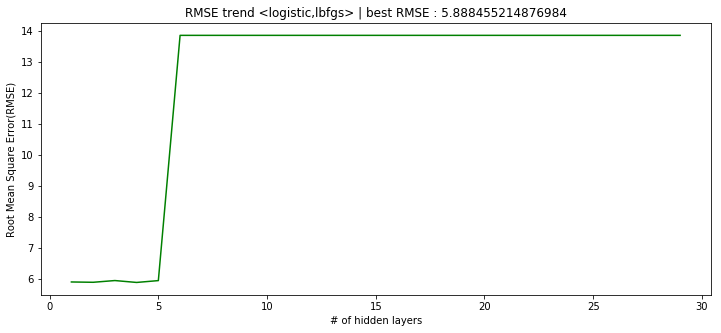 RMSE trend <logistic,lbfgs> | best RMSE : 5.888455214876984
14
13
12
11
10
9
8
7
6
Root Mean Square Error(RMSE)
0 5 10 15 20 25 30
# of hidden layers